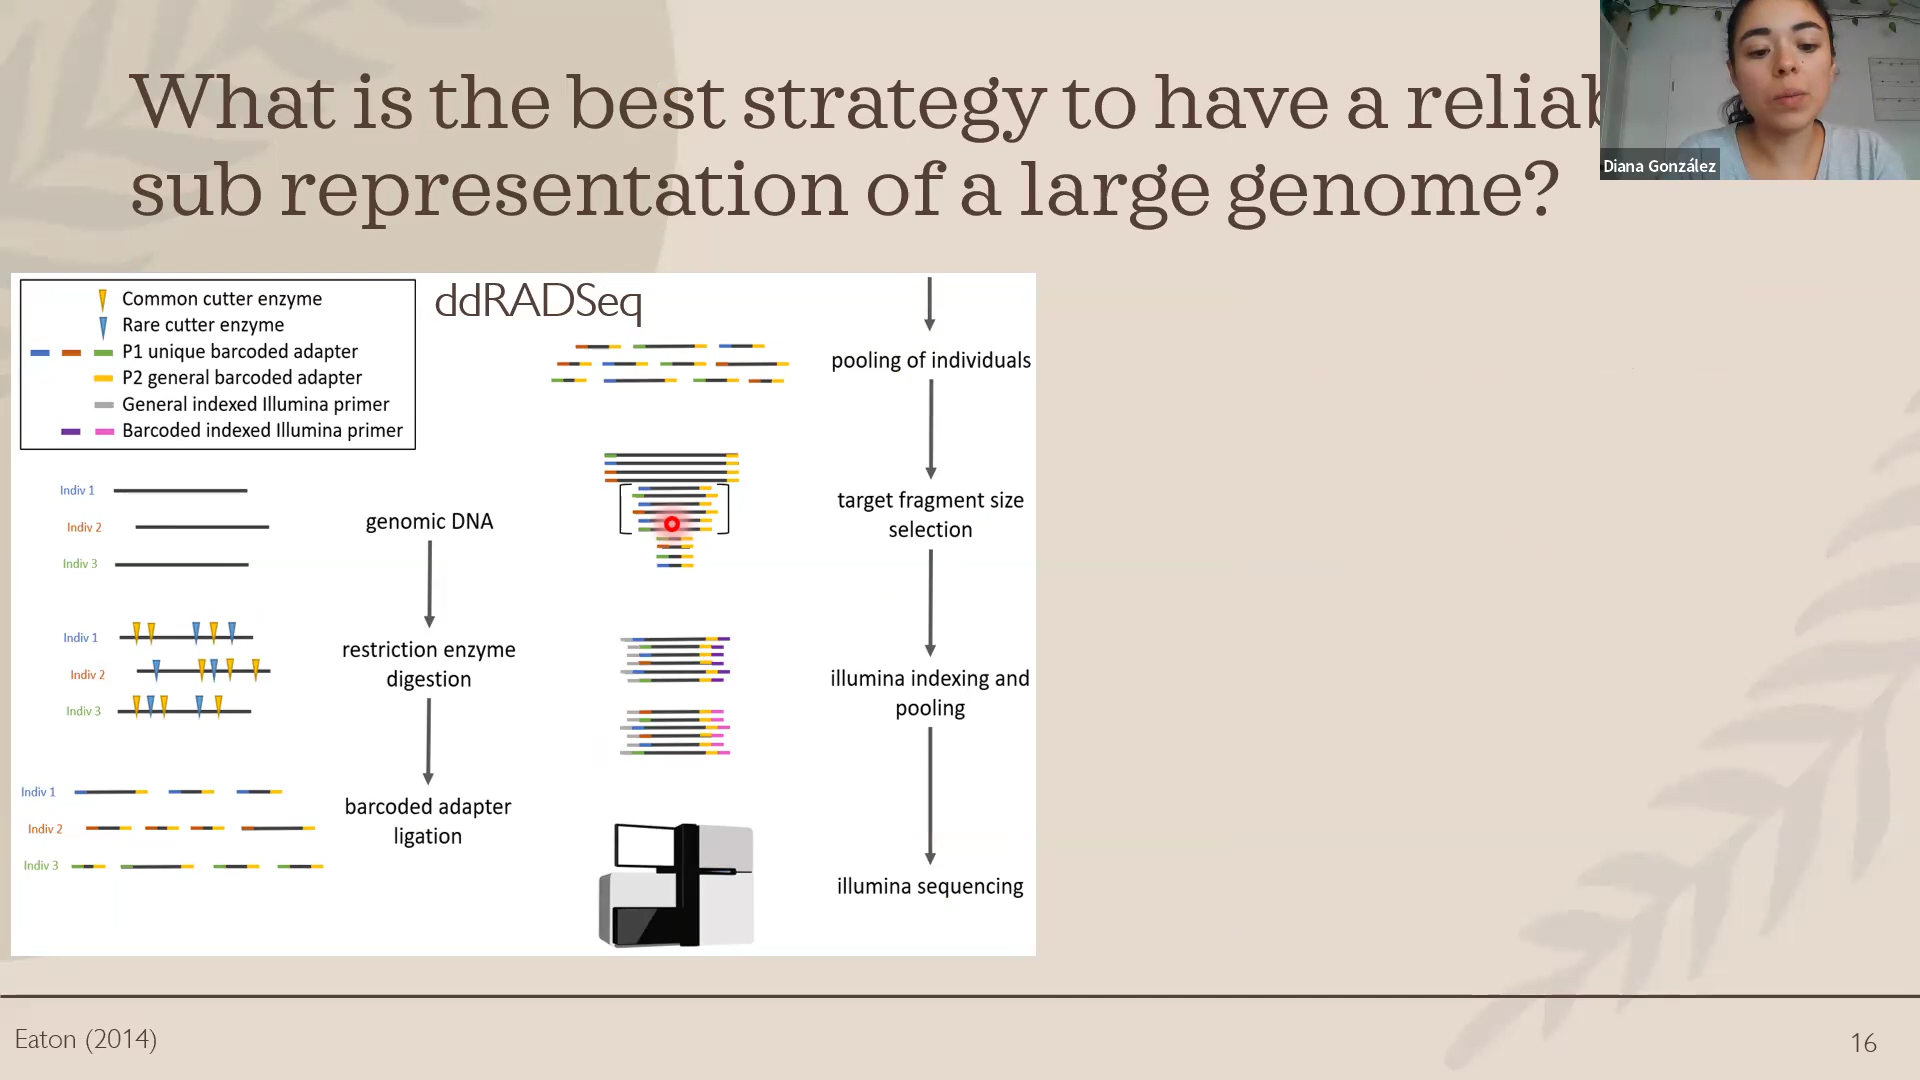 What is the best strategy to have a reliab
sub representation of a large genome?
Diana González
ddRADSeq
Common cutter enzyme
Rare cutter enzyme
P1 unique barcoded adapter
P2 general barcoded adapter
General indexed Illumina primer
Barcoded indexed Illumina primer
Indiv 1
Indiv 2
Indiv 3
genomic DNA
Indiv 1
Indiv 2
Indiv 3
restriction enzyme
digestion
Indiv 1
Indiv 2
Indiv 3
barcoded adapter
ligation
pooling of individuals
target fragment size
selection
illumina indexing and
pooling
illumina sequencing
Eaton (2014)
16